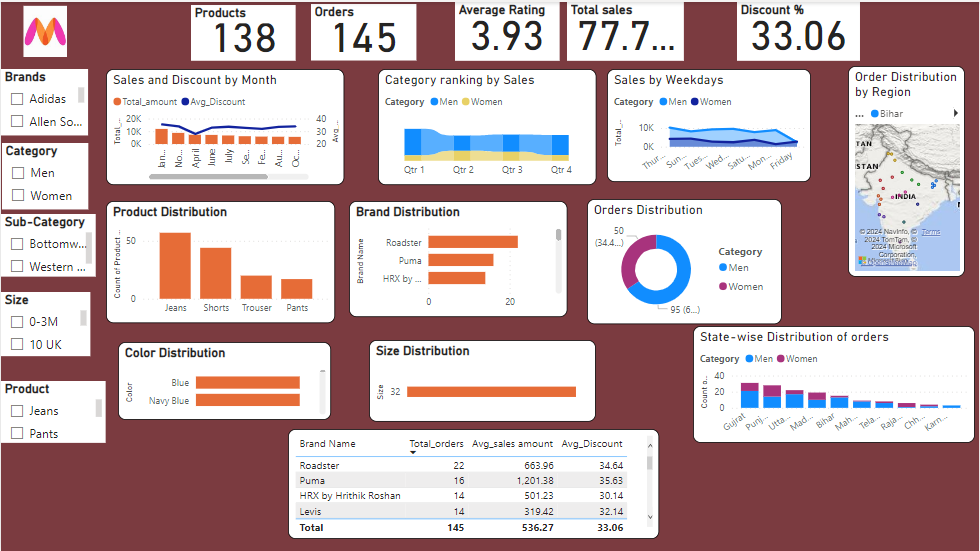 Products
138
Orders
145
Average Rating
3.93
Total sales
77.7...
Discount %
33.06
Brands
Adidas
Allen So...
Category
Men
Women
Sub-Category
Bottomw...
Western ...
Size
0-3M
10 UK
Product
Jeans
Pants
Sales and Discount by Month
Total_amount Avg_Discount
Total_...
20K
10K
0K
40
30
20
Avg_...
No...
April
June
July
Se...
Fe...
Au...
Oc...
Category ranking by Sales
Category Men Women
Qtr 1 Qtr 2 Qtr 3 Qtr 4
Sales by Weekdays
Category Men Women
Total_...
10K
0K
Thur...
Sun...
Tues...
Wed...
Satu...
Mon...
Friday
Order Distribution
by Region
... Bihar
TAN
STAN
INDIA
© 2024 NavInfo, © Terms
2024 TomTom, ©
2024 Microsoft
Corporation,
Product Distribution
Count of Product ...
50
0
Jeans Shorts Trouser Pants
Brand Distribution
Brand Name
Roadster
Puma
HRX by ...
0 20
Orders Distribution
50
(34.4...
95 (6...)
Category
Men
Women
Color Distribution
Color
Blue
Navy Blue
Size Distribution
Size
32
State-wise Distribution of orders
Category Men Women
Count o...
40
20
0
Gujrat
Punj...
Utta...
Mad...
Bihar
Mah...
Tela...
Raja...
Chh...
Karn...
Brand Name Total_orders Avg_sales amount Avg_Discount
Roadster 22 663.96 34.64
Puma 16 1,201.38 35.63
HRX by Hrithik Roshan 14 501.23 30.14
Levis 14 319.42 32.14
Total 145 536.27 33.06